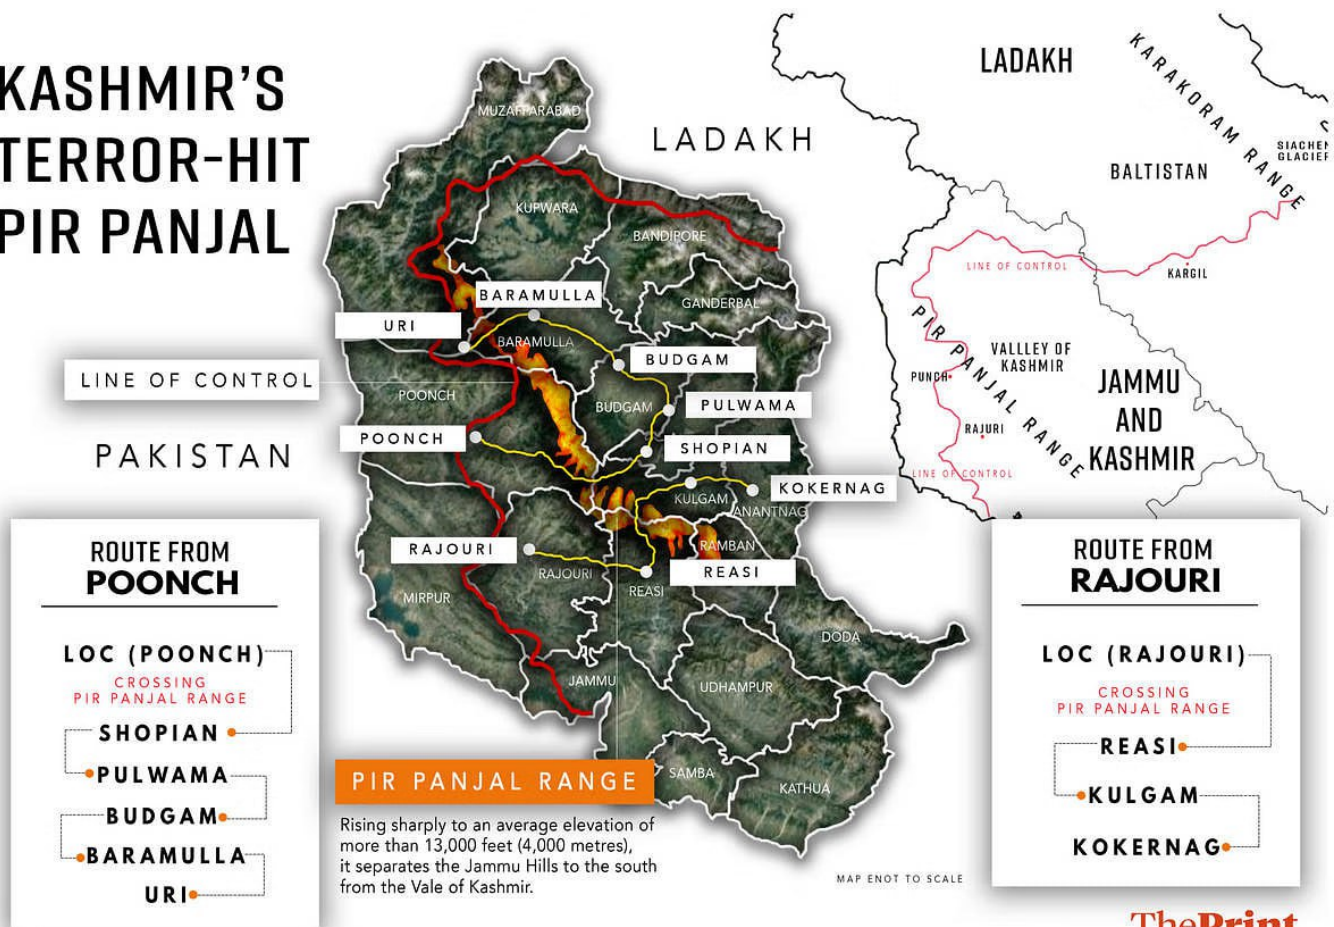 KASHMIR'S
TERROR-HIT
PIR PANJAL
LADAKH
MUZAFFARABAD
KUPWARA
BANDIPORE
GANDERBAL
BARAMULLA
URI
BARAMULLA
BUDGAM
LINE OF CONTROL
POONCH
BUDGAM
PULWAMA
POONCH
SHOPIAN
PAKISTAN
KOKERNAG
KULGAM
ANANTNAG
RAJOURI
RAMBAN
REASI
RAJOURI
REASI
MIRPUR
DODA
JAMMU
UDHAMPUR
SAMBA
KATHUA
LADAKH
KARAKORAM RANGE
SIACHEN
GLACIER
BALTISTAN
LINE OF CONTROL
KARGIL
PIR PANJAL RANGE
VALLLEY OF
KASHMIR
PUNCH
JAMMU
AND
KASHMIR
RAJURI
LINE OF CONTROL
ROUTE FROM
POONCH
LOC (POONCH)
CROSSING
PIR PANJAL RANGE
SHOPIAN
PULWAMA
BUDGAM
BARAMULLA
URI
PIR PANJAL RANGE
Rising sharply to an average elevation of
more than 13,000 feet (4,000 metres),
it separates the Jammu Hills to the south
from the Vale of Kashmir.
MAP ENOT TO SCALE
ROUTE FROM
RAJOURI
LOC (RAJOURI)
CROSSING
PIR PANJAL RANGE
REASI
KULGAM
KOKERNAG
ThePrint